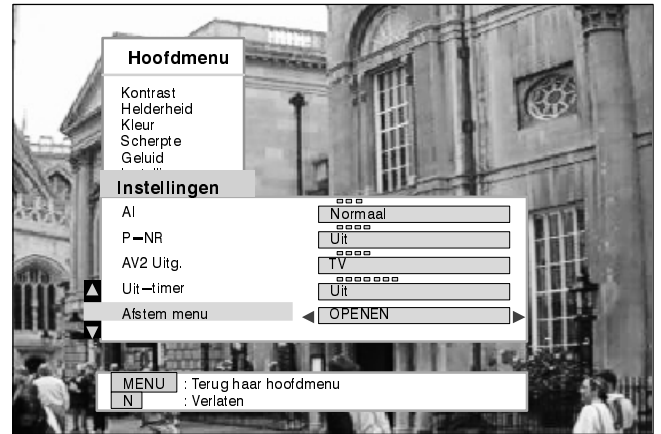 Hoofdmenu
Kontrast
Helderheid
Kleur
Scherpte
Geluid
Instellingen
AI Normaal
P-NR Uit
AV2 Uitg. TV
Uit-timer Uit
Afstem menu OPENEN
MENU : Terug haar hoofdmenu
N : Verlaten